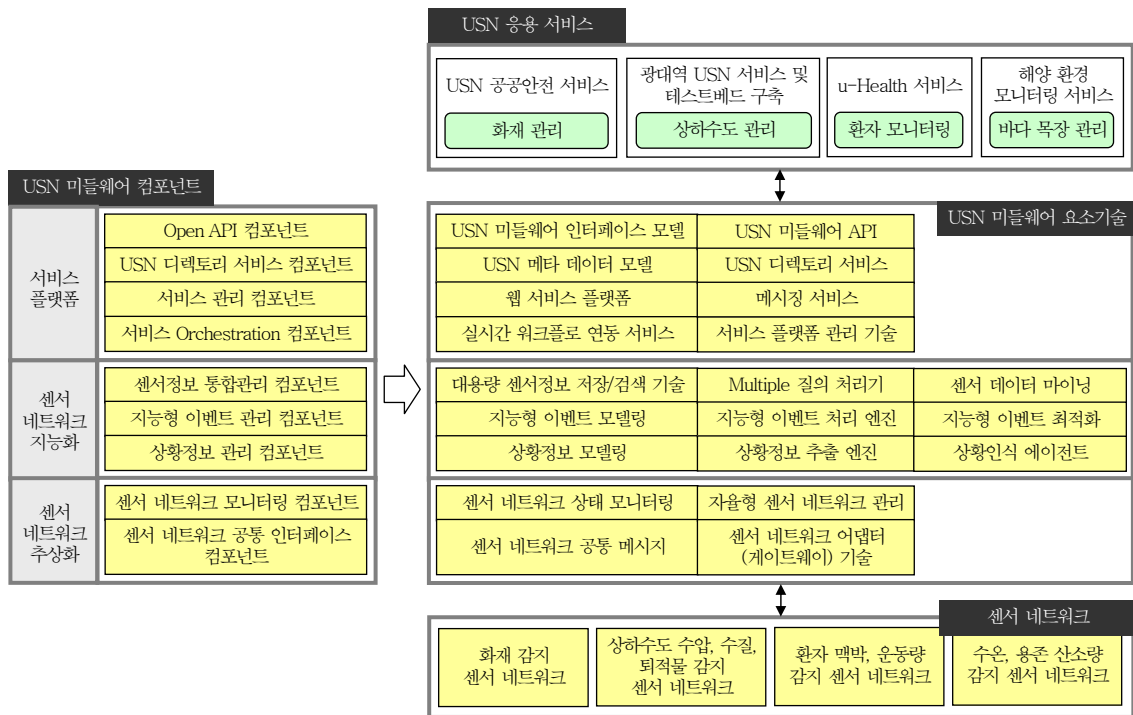 USN 응용 서비스
USN 공공안전 서비스
화재 관리
광대역 USN 서비스 및
테스트베드 구축
상하수도 관리
u-Health 서비스
환자 모니터링
해양 환경
모니터링 서비스
바다 목장 관리
USN 미들웨어 컴포넌트
서비스
플랫폼
Open API 컴포넌트
USN 디렉토리 서비스 컴포넌트
서비스 관리 컴포넌트
서비스 Orchestration 컴포넌트
센서
네트워크
지능화
센서정보 통합관리 컴포넌트
지능형 이벤트 관리 컴포넌트
상황정보 관리 컴포넌트
센서
네트워크
추상화
센서 네트워크 모니터링 컴포넌트
센서 네트워크 공통 인터페이스
컴포넌트
USN 미들웨어 요소기술
USN 미들웨어 인터페이스 모델
USN 미들웨어 API
USN 메타 데이터 모델
USN 디렉토리 서비스
웹 서비스 플랫폼
메시징 서비스
실시간 워크플로 연동 서비스
서비스 플랫폼 관리 기술
대용량 센서정보 저장/검색 기술
Multiple 질의 처리기
센서 데이터 마이닝
지능형 이벤트 모델링
지능형 이벤트 처리 엔진
지능형 이벤트 최적화
상황정보 모델링
상황정보 추출 엔진
상황인식 에이전트
센서 네트워크 상태 모니터링
자율형 센서 네트워크 관리
센서 네트워크 공통 메시지
센서 네트워크 어댑터
(게이트웨이) 기술
센서 네트워크
화재 감지
센서 네트워크
상하수도 수압, 수질,
퇴적물 감지
센서 네트워크
환자 맥박, 운동량
감지 센서 네트워크
수온, 용존 산소량
감지 센서 네트워크